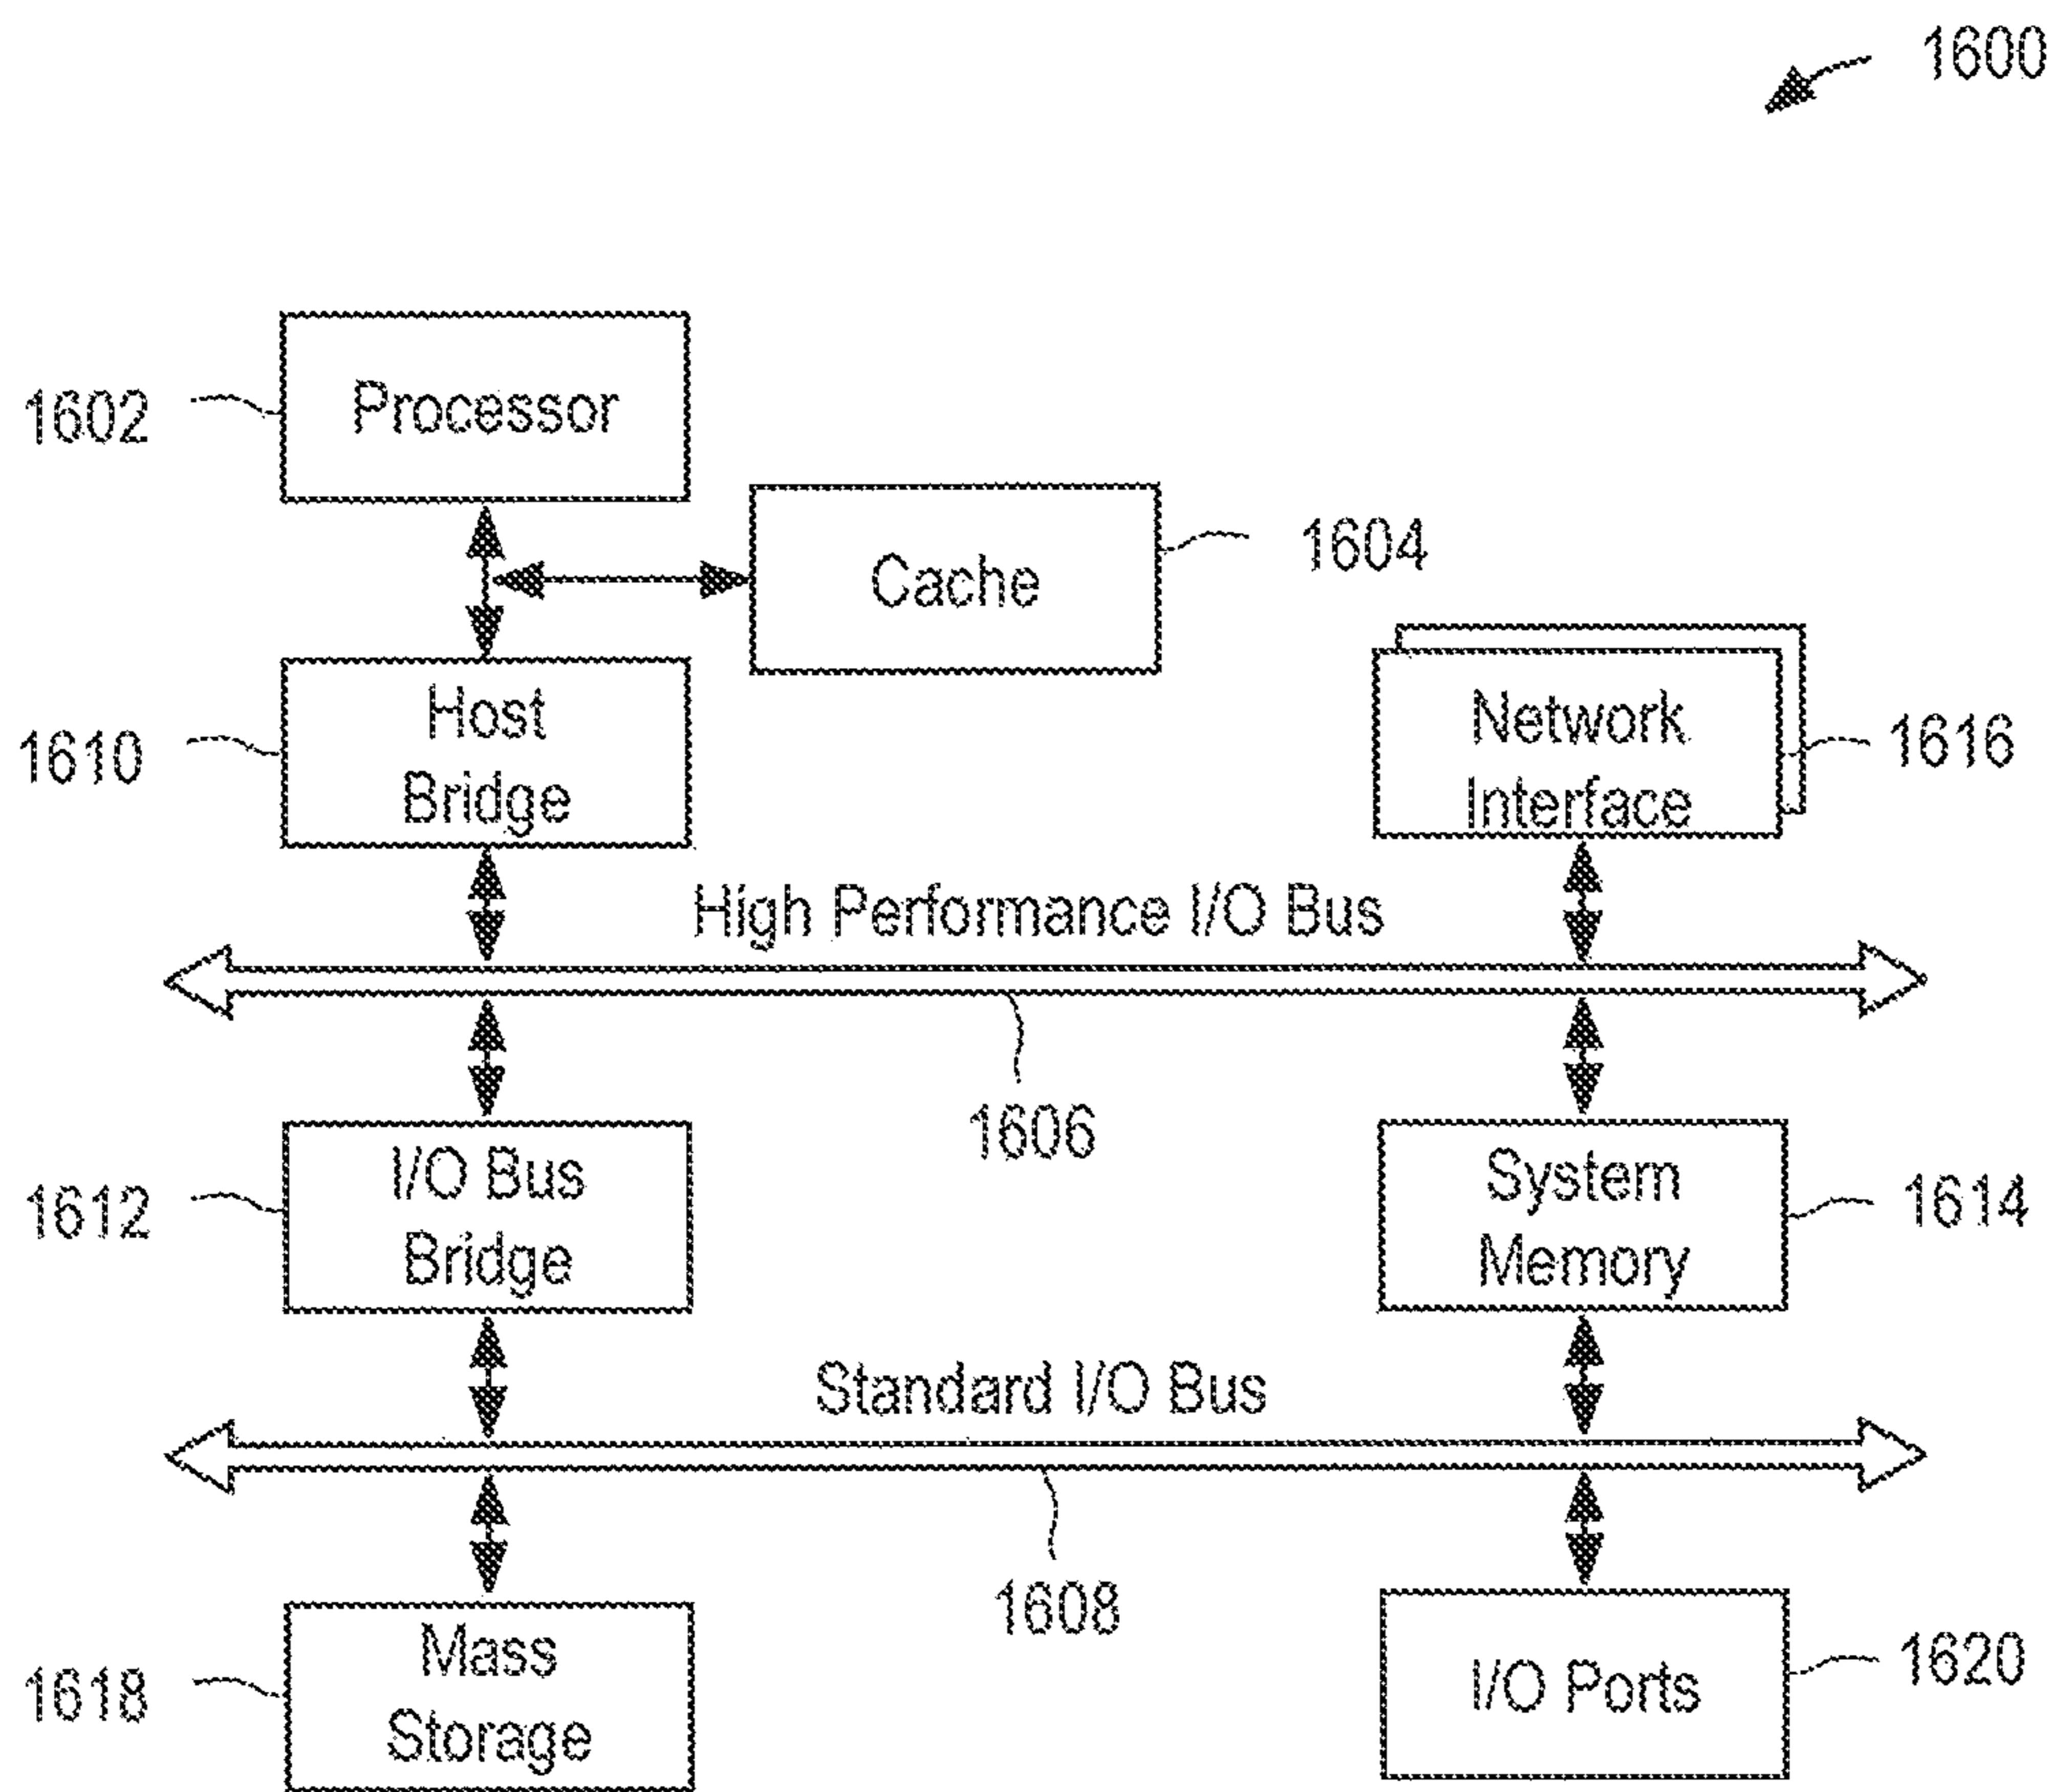 1600
1602
Processor
Cache
1604
1610
Host
Bridge
Network
Interface
1616
High Performance I/O Bus
1606
1612
I/O Bus
Bridge
System
Memory
1614
Standard I/O Bus
1608
1618
Mass
Storage
I/O Ports
1620